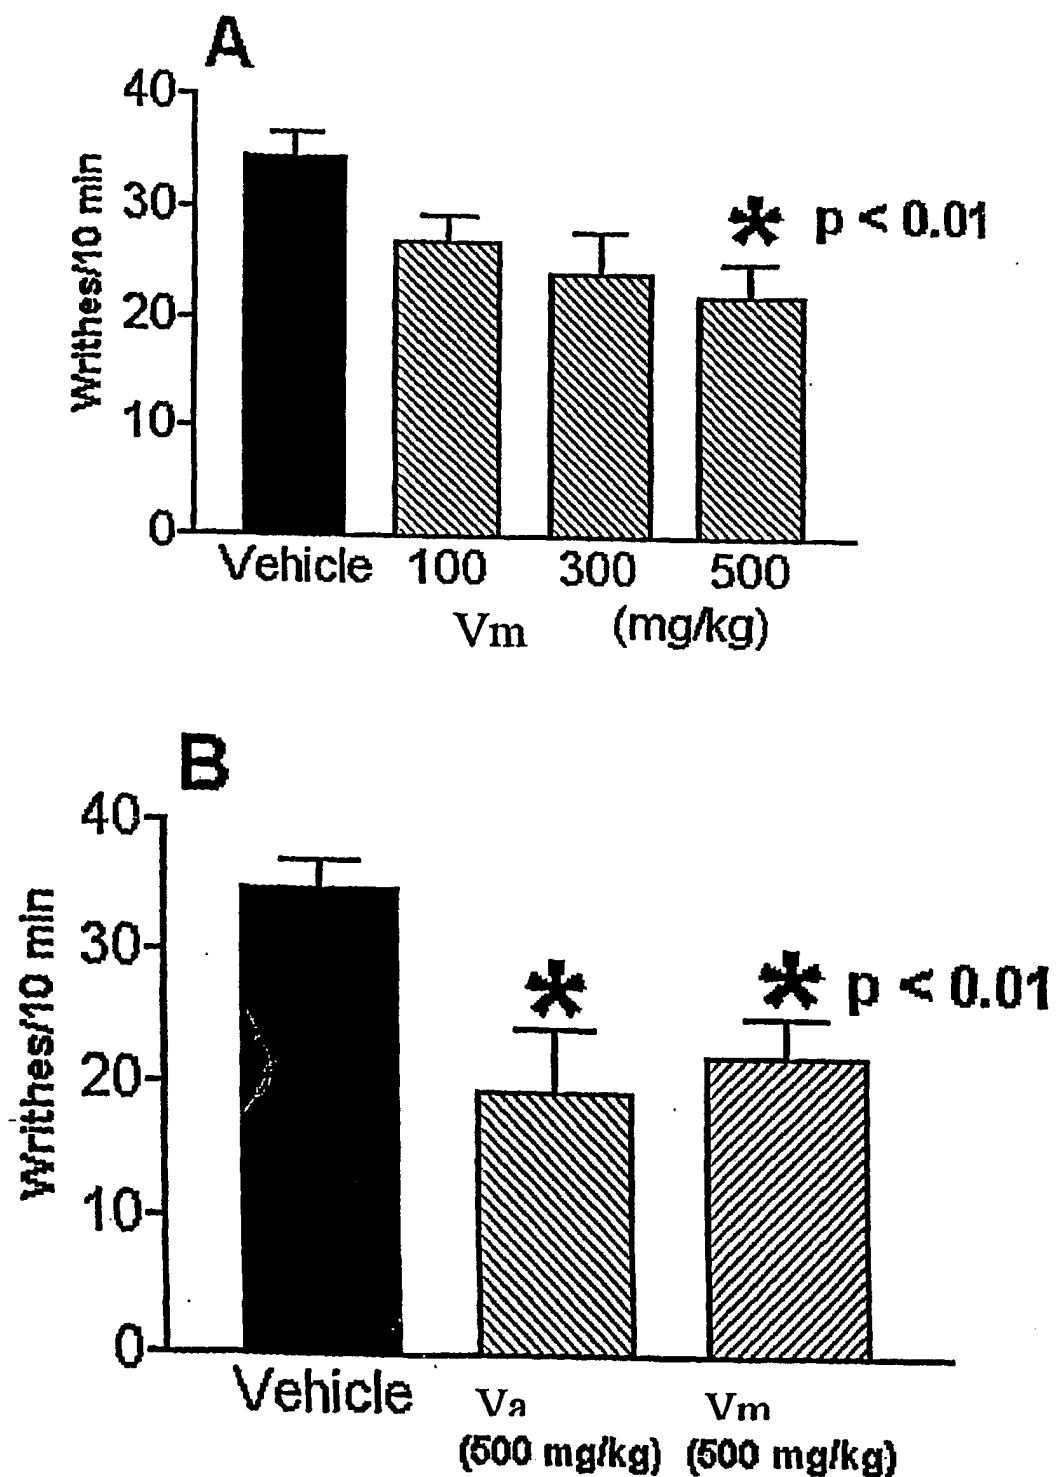 A
40
30
20
10
0
Writhes/10 min
* p < 0.01
Vehicle 100 300 500
Vm (mg/kg)
B
40
30
20
10
0
Writhes/10 min
* * p < 0.01
Vehicle Va Vm
(500 mg/kg) (500 mg/kg)